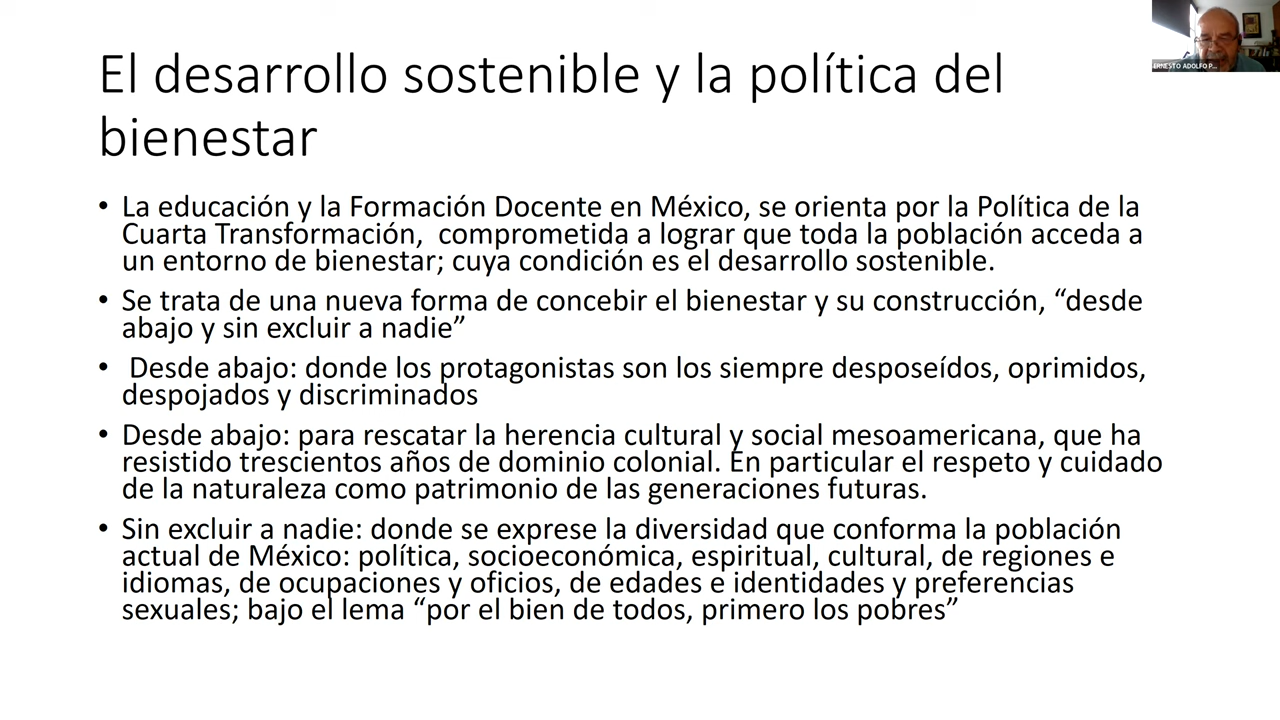 El desarrollo sostenible y la política del
bienestar
• La educación y la Formación Docente en México, se orienta por la Política de la
Cuarta Transformación,  comprometida a lograr que toda la población acceda a
un entorno de bienestar; cuya condición es el desarrollo sostenible.
• Se trata de una nueva forma de concebir el bienestar y su construcción, “desde
abajo y sin excluir a nadie”
•  Desde abajo: donde los protagonistas son los siempre desposeídos, oprimidos,
despojados y discriminados
• Desde abajo: para rescatar la herencia cultural y social mesoamericana, que ha
resistido trescientos años de dominio colonial. En particular el respeto y cuidado
de la naturaleza como patrimonio de las generaciones futuras.
• Sin excluir a nadie: donde se exprese la diversidad que conforma la población
actual de México: política, socioeconómica, espiritual, cultural, de regiones e
idiomas, de ocupaciones y oficios, de edades e identidades y preferencias
sexuales; bajo el lema “por el bien de todos, primero los pobres”
ERNESTO ADOLFO P...